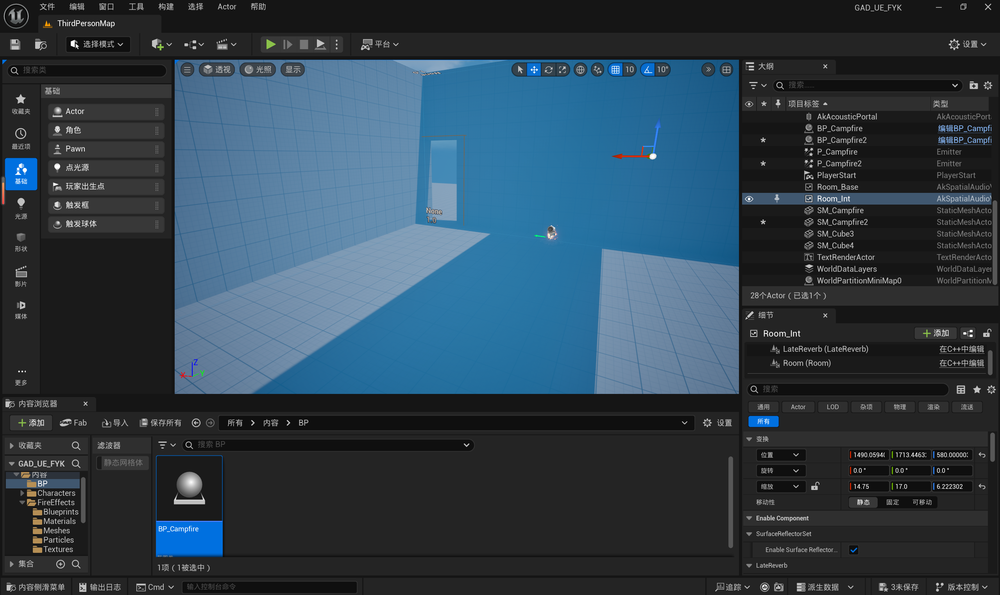 文件 编辑 窗口 工具 构建 选择 Actor 帮助
GAD_UE_FYK
ThirdPersonMap
选择模式
平台
设置
搜索类
基础
收藏夹
最近项
基础
光源
形状
影片
媒体
更多
Actor
角色
Pawn
点光源
玩家出生点
触发框
触发球体
透视 光照 显示
10 10°
None
1.0
None
1.0
Z
X Y
大纲
搜索......
项目标签 类型
AkAcousticPortal AkAcousticPorta
BP_Campfire 编辑BP_Campfi
BP_Campfire2 编辑BP_Campfi
P_Campfire Emitter
P_Campfire2 Emitter
PlayerStart PlayerStart
Room_Base AkSpatialAudioV
Room_Int AkSpatialAudioV
SM_Campfire StaticMeshActo
SM_Campfire2 StaticMeshActo
SM_Cube3 StaticMeshActo
SM_Cube4 StaticMeshActo
TextRenderActor TextRenderActo
WorldDataLayers WorldDataLayer
WorldPartitionMiniMap0 WorldPartitionM
28个Actor（已选1个）
细节
Room_Int 添加
LateReverb (LateReverb) 在C++中编辑
Room (Room) 在C++中编辑
搜索
通用 Actor LOD 杂项 物理 渲染 流送
所有
变换
位置 1490.0594 1713.4463 580.00000
旋转 0.0 ° 0.0 ° 0.0 °
缩放 14.75 17.0 6.222302
移动性 静态 固定 可移动
Enable Component
SurfaceReflectorSet
Enable Surface Reflector...
LateReverb
内容浏览器
添加 Fab 导入 保存所有 所有 内容 BP 设置
收藏夹
GAD_UE_FYK
内容
BP
Characters
FireEffects
Blueprints
Materials
Meshes
Particles
Textures
集合
滤波器
静态网格体
搜索 BP
BP_Campfire
1项（1被选中）
内容侧滑菜单 输出日志 Cmd 输入控制台命令 追踪 派生数据 3未保存 版本控制